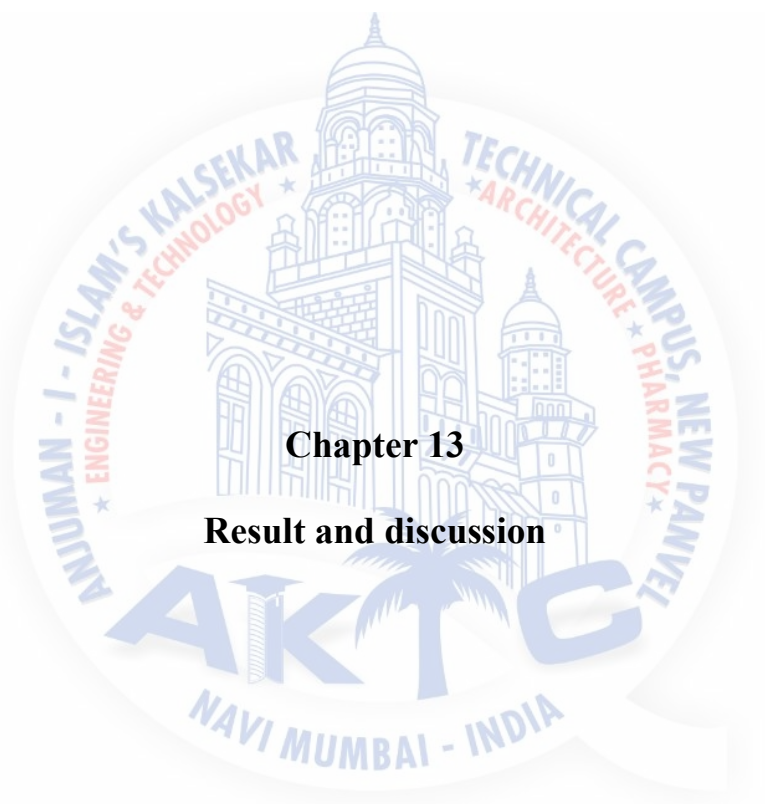 ANJUMAN - I - ISLAM'S KALSEKAR TECHNICAL CAMPUS, NEW PANVEL
★ ENGINEERING & TECHNOLOGY ★ ★ARCHITECTURE ★ PHARMACY ★
Chapter 13
Result and discussion
AKTC
NAVI MUMBAI - INDIA